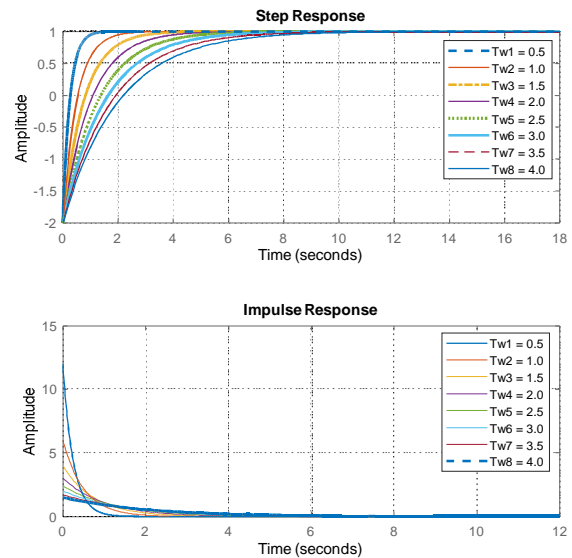 Step Response
Amplitude
1
0.5
0
-0.5
-1
-1.5
-2
0 2 4 6 8 10 12 14 16 18
Time (seconds)
Tw1 = 0.5
Tw2 = 1.0
Tw3 = 1.5
Tw4 = 2.0
Tw5 = 2.5
Tw6 = 3.0
Tw7 = 3.5
Tw8 = 4.0
Impulse Response
Amplitude
15
10
5
0
0 2 4 6 8 10 12
Time (seconds)
Tw1 = 0.5
Tw2 = 1.0
Tw3 = 1.5
Tw4 = 2.0
Tw5 = 2.5
Tw6 = 3.0
Tw7 = 3.5
Tw8 = 4.0